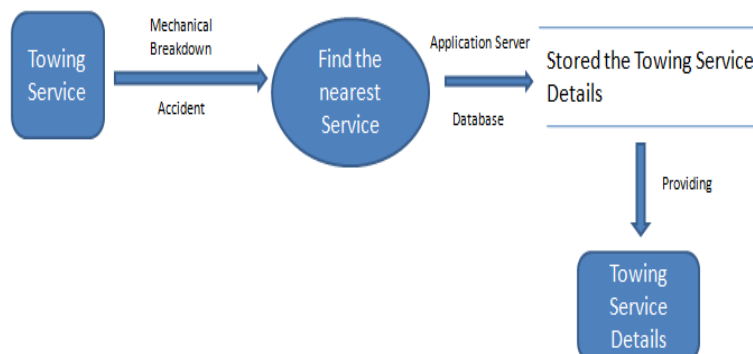 Towing
Service
Mechanical
Breakdown
Accident
Find the
nearest
Service
Application Server
Database
Stored the Towing Service
Details
Providing
Towing
Service
Details